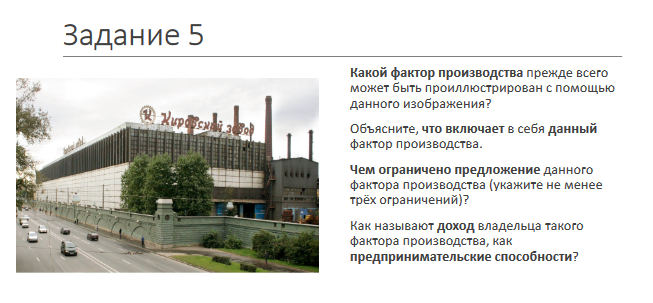 Задание 5
Какой фактор производства прежде всего
может быть проиллюстрирован с помощью
данного изображения?
Кировский завод
Объясните, что включает в себя данный
фактор производства.
Чем ограничено предложение данного
фактора производства (укажите не менее
трёх ограничений)?
Как называют доход владельца такого
фактора производства, как
предпринимательские способности?